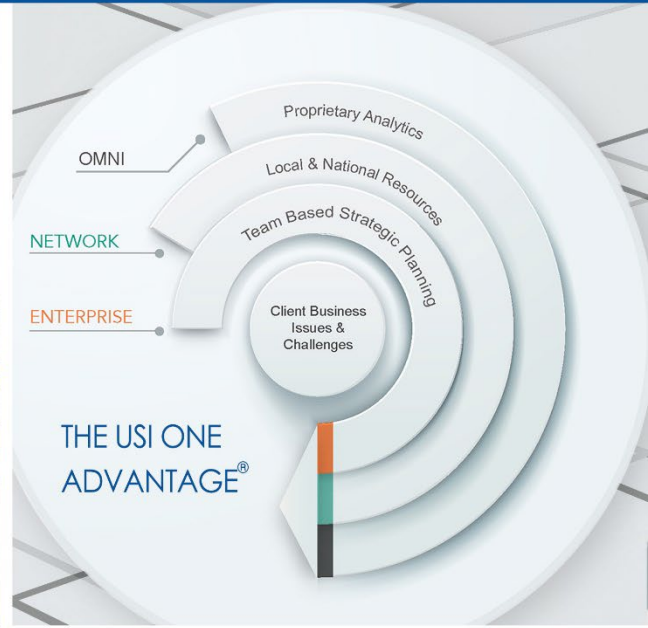 Proprietary Analytics
OMNI
Local & National Resources
NETWORK
Team Based Strategic Planning
ENTERPRISE
Client Business
Issues &
Challenges
THE USI ONE
ADVANTAGE®